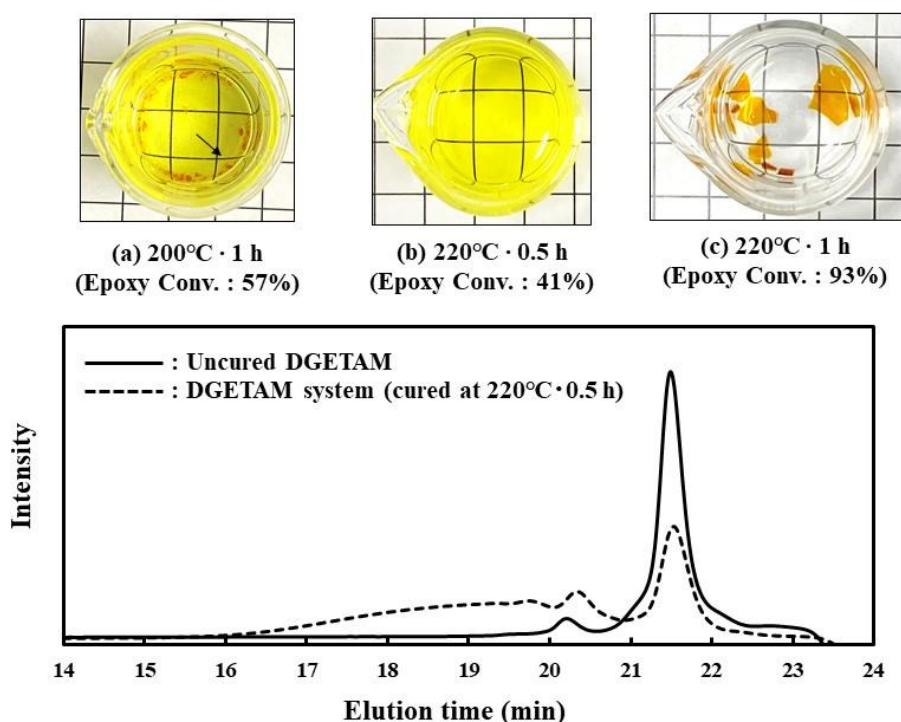 (a) 200°C · 1 h
(Epoxy Conv. : 57%)
(b) 220°C · 0.5 h
(Epoxy Conv. : 41%)
(c) 220°C · 1 h
(Epoxy Conv. : 93%)
: Uncured DGETAM
: DGETAM system (cured at 220°C · 0.5 h)
Intensity
14 15 16 17 18 19 20 21 22 23 24
Elution time (min)